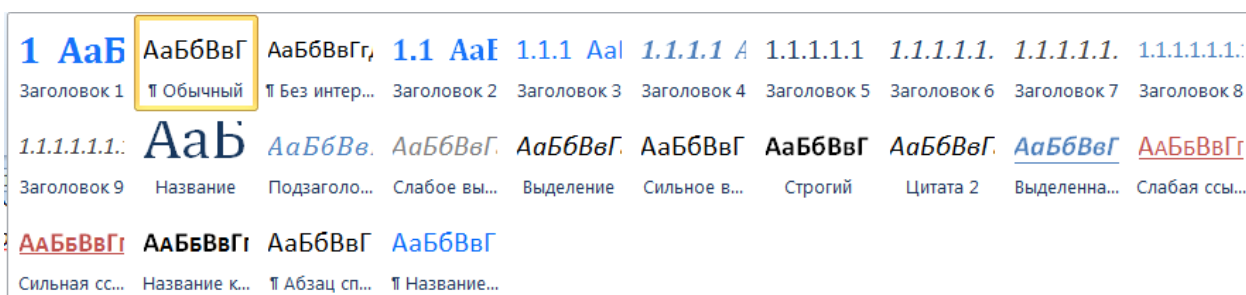 1 АаБ АаБбВвГ АаБбВвГг, 1.1 АаБ 1.1.1 Аа 1.1.1.1 А 1.1.1.1.1 1.1.1.1.1. 1.1.1.1.1. 1.1.1.1.1.1.:
Заголовок 1 ¶ Обычный ¶ Без интер... Заголовок 2 Заголовок 3 Заголовок 4 Заголовок 5 Заголовок 6 Заголовок 7 Заголовок 8
1.1.1.1.1.1.: АаБ АаБбВв. АаБбВвГ. АаБбВвГ. АаБбВвГ АаБбВвГ АаБбВвГ. АаБбВвГ АаБбВвГг
Заголовок 9 Название Подзаголо... Слабое вы... Выделение Сильное в... Строгий Цитата 2 Выделенна... Слабая ссы...
АаБбВвГг АаБбВвГг АаБбВвГ АаБбВвГ
Сильная сс... Название к... ¶ Абзац сп... ¶ Название...